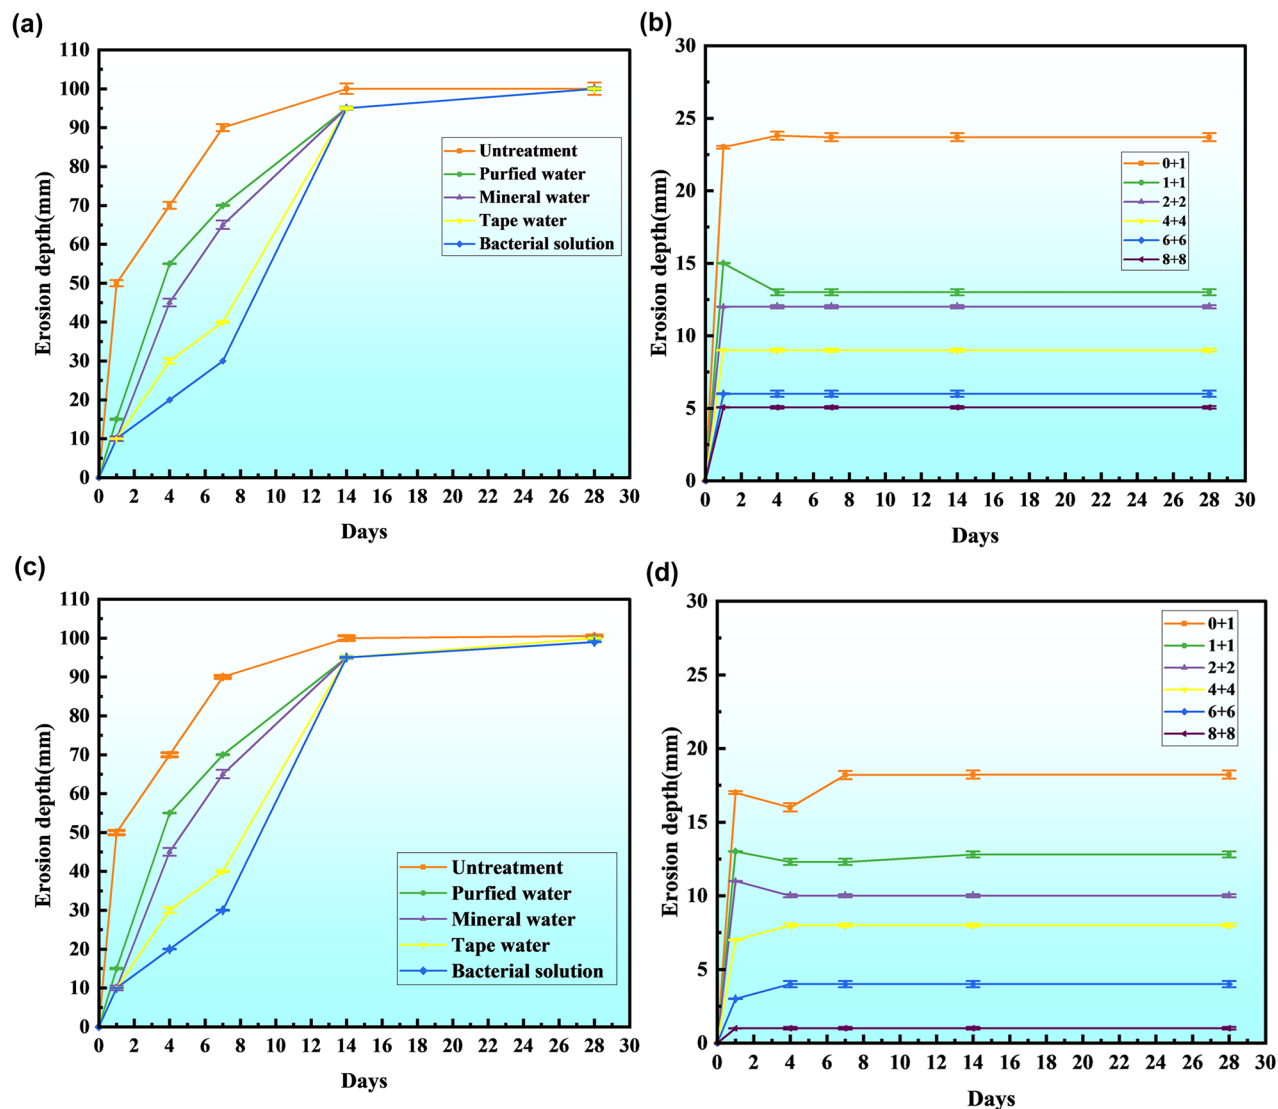 (a)
110
100
90
80
70
60
50
40
30
20
10
0
Erosion depth(mm)
Untreatment
Purfied water
Mineral water
Tape water
Bacterial solution
0 2 4 6 8 10 12 14 16 18 20 22 24 26 28 30
Days
(b)
30
25
20
15
10
5
0
Erosion depth(mm)
0+1
1+1
2+2
4+4
6+6
8+8
0 2 4 6 8 10 12 14 16 18 20 22 24 26 28 30
Days
(c)
110
100
90
80
70
60
50
40
30
20
10
0
Erosion depth(mm)
Untreatment
Purfied water
Mineral water
Tape water
Bacterial solution
0 2 4 6 8 10 12 14 16 18 20 22 24 26 28 30
Days
(d)
30
25
20
15
10
5
0
Erosion depth(mm)
0+1
1+1
2+2
4+4
6+6
8+8
0 2 4 6 8 10 12 14 16 18 20 22 24 26 28 30
Days